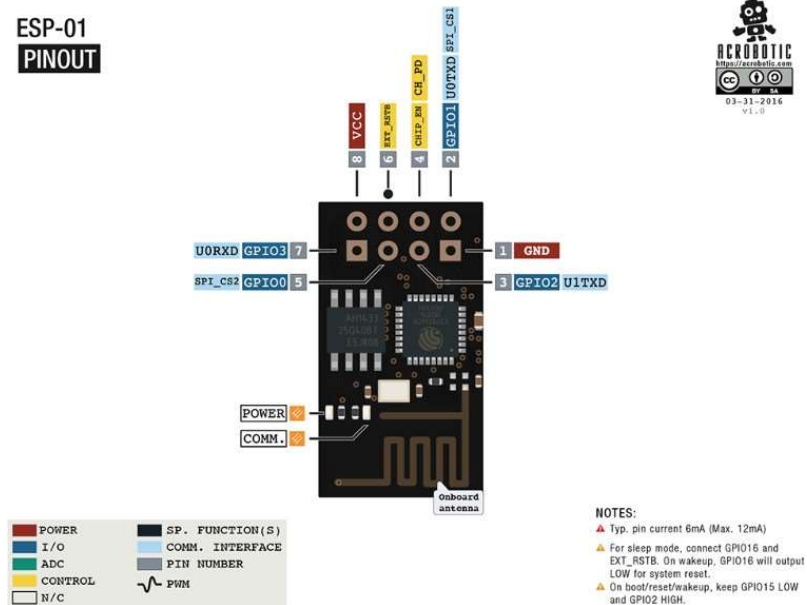 ESP-01
PINOUT
ACROBOTIC
https://acrobotic.com
cc BY SA
03-31-2016
v1.0
8 VCC
6 EXT_RSTB
4 CHIP_EN CH_PD
2 GPIO1 U0TXD SPI_CS1
U0RXD GPIO3 7
1 GND
SPI_CS2 GPIO0 5
3 GPIO2 U1TXD
POWER
COMM.
Onboard
antenna
POWER
I/O
ADC
CONTROL
N/C
SP. FUNCTION(S)
COMM. INTERFACE
PIN NUMBER
PWM
NOTES:
Typ. pin current 6mA (Max. 12mA)
For sleep mode, connect GPIO16 and
EXT_RSTB. On wakeup, GPIO16 will output
LOW for system reset.
On boot/reset/wakeup, keep GPIO15 LOW
and GPIO2 HIGH.